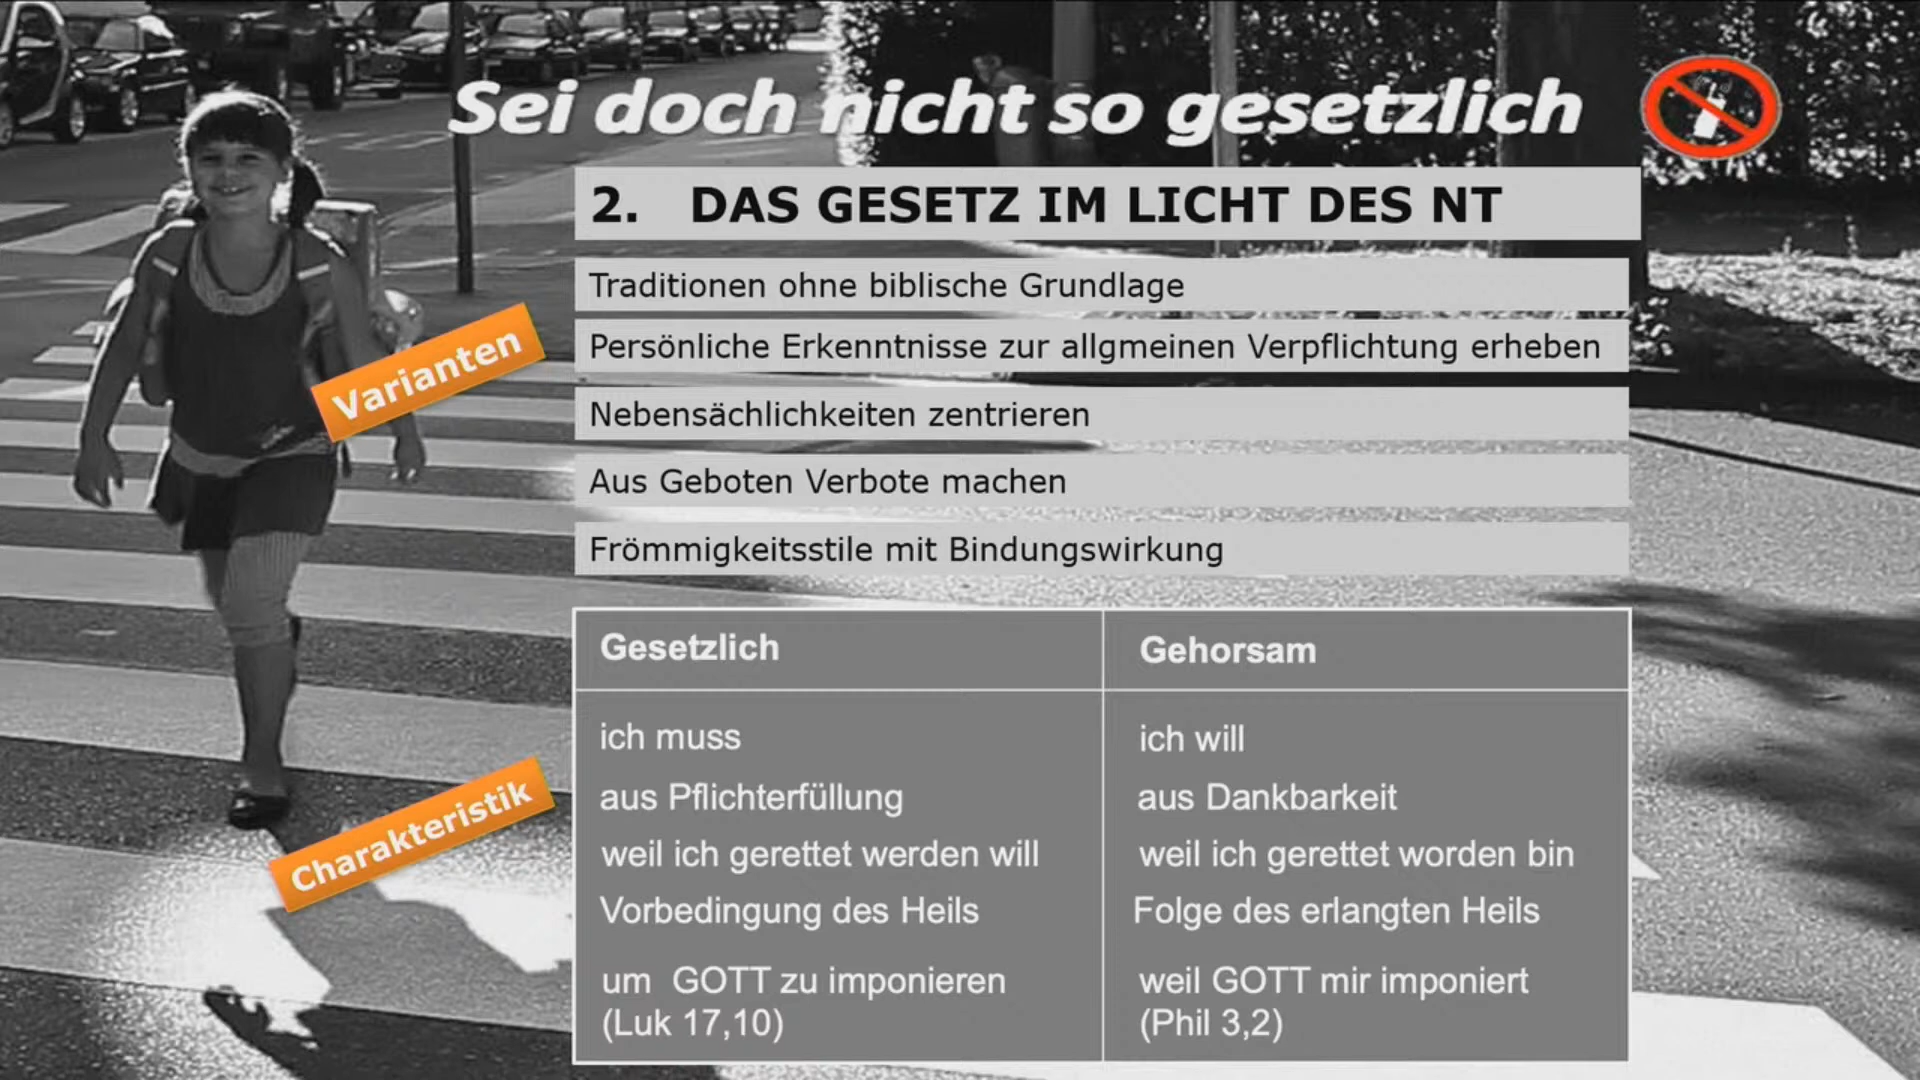 Sei doch nicht so gesetzlich
2. DAS GESETZ IM LICHT DES NT
Varianten
Traditionen ohne biblische Grundlage
Persönliche Erkenntnisse zur allgmeinen Verpflichtung erheben
Nebensächlichkeiten zentrieren
Aus Geboten Verbote machen
Frömmigkeitsstile mit Bindungswirkung
Charakteristik
Gesetzlich
ich muss
aus Pflichterfüllung
weil ich gerettet werden will
Vorbedingung des Heils
um GOTT zu imponieren
(Luk 17,10)
Gehorsam
ich will
aus Dankbarkeit
weil ich gerettet worden bin
Folge des erlangten Heils
weil GOTT mir imponiert
(Phil 3,2)